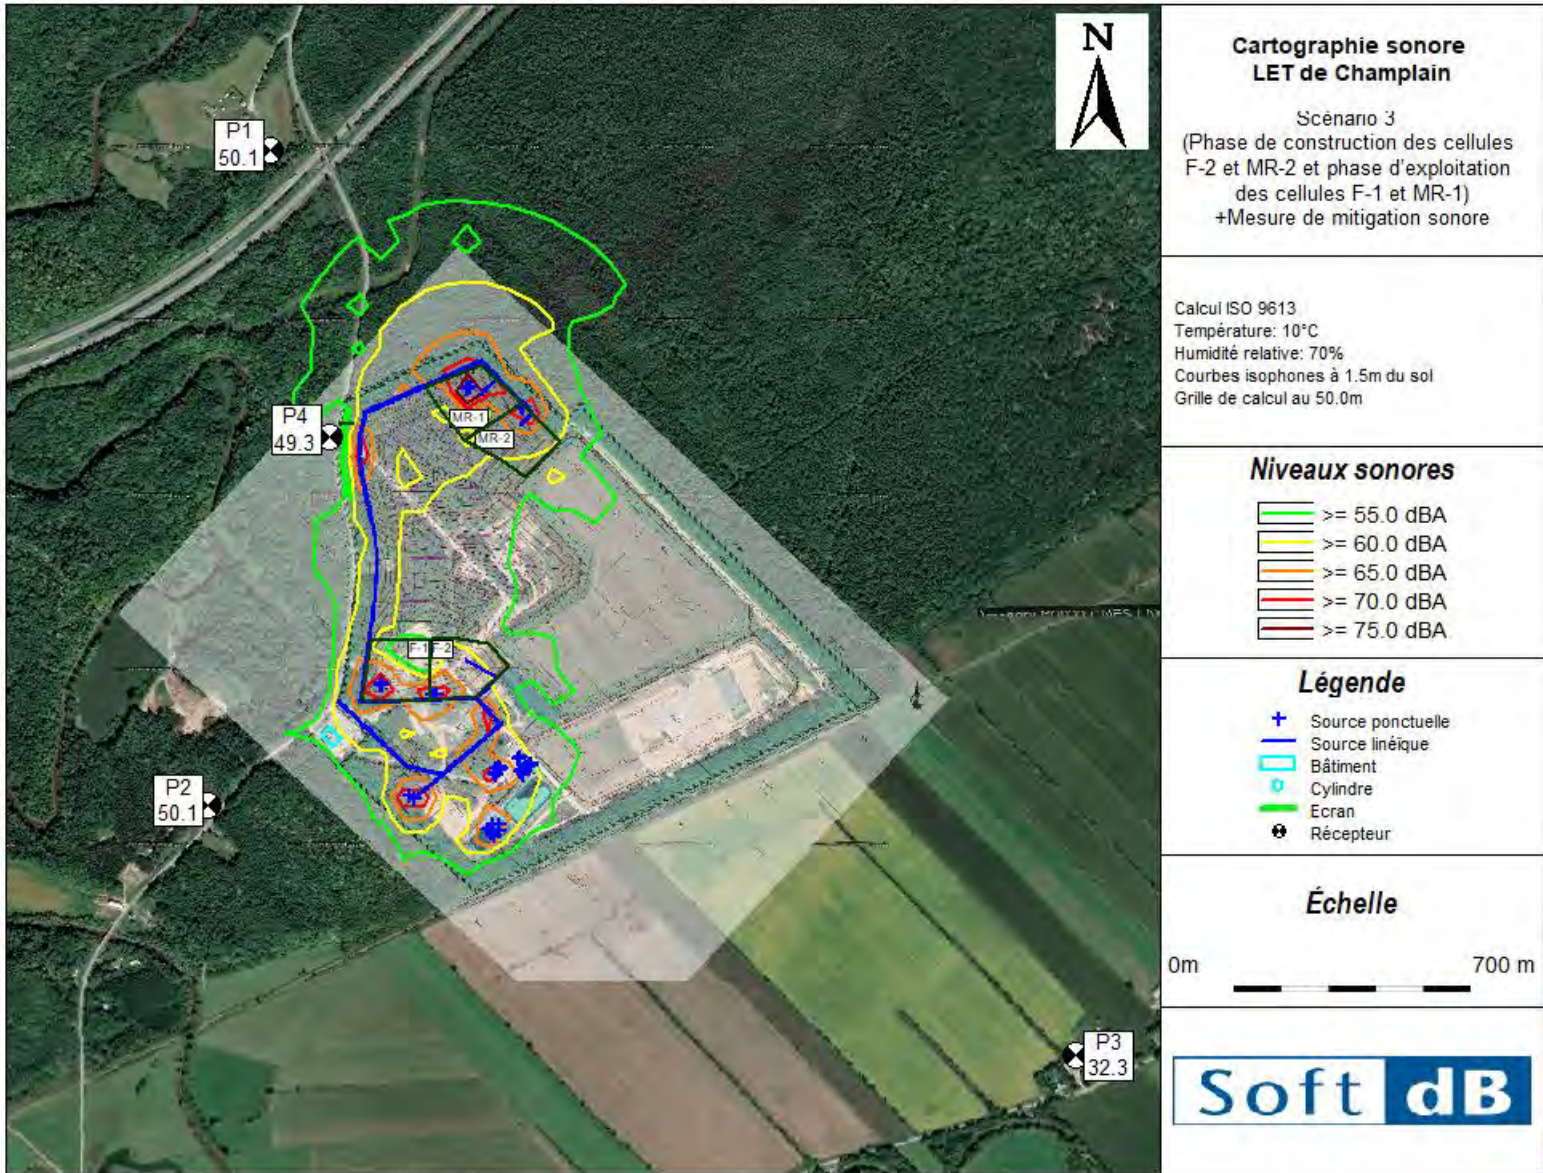 N
P1
50.1
P4
49.3
MR-1
MR-2
F-1
F-2
P2
50.1
P3
32.3
Cartographie sonore
LET de Champlain
Scénario 3
(Phase de construction des cellules
F-2 et MR-2 et phase d'exploitation
des cellules F-1 et MR-1)
+Mesure de mitigation sonore
Calcul ISO 9613
Température: 10°C
Humidité relative: 70%
Courbes isophones à 1.5m du sol
Grille de calcul au 50.0m
Niveaux sonores
>= 55.0 dBA
>= 60.0 dBA
>= 65.0 dBA
>= 70.0 dBA
>= 75.0 dBA
Légende
Source ponctuelle
Source linéïque
Bâtiment
Cylindre
Ecran
Récepteur
Échelle
0m 700 m
Soft dB